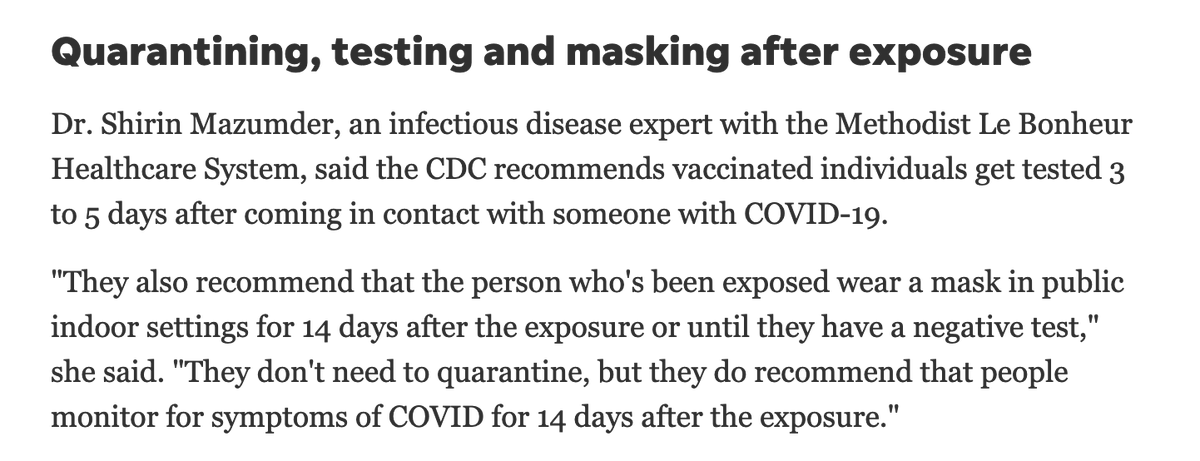 Quarantining, testing and masking after exposure
Dr. Shirin Mazumder, an infectious disease expert with the Methodist Le Bonheur
Healthcare System, said the CDC recommends vaccinated individuals get tested 3
to 5 days after coming in contact with someone with COVID-19.
"They also recommend that the person who's been exposed wear a mask in public
indoor settings for 14 days after the exposure or until they have a negative test,"
she said. "They don't need to quarantine, but they do recommend that people
monitor for symptoms of COVID for 14 days after the exposure."